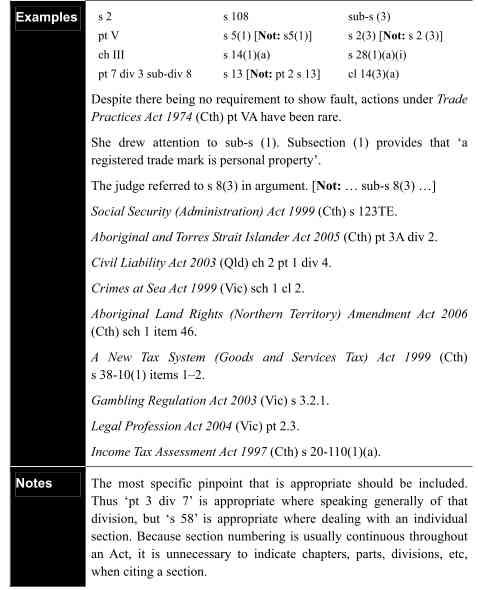 Examples
s 2 s 108 sub-s (3)
pt V s 5(1) [Not: s5(1)] s 2(3) [Not: s 2 (3)]
ch III s 14(1)(a) s 28(1)(a)(i)
pt 7 div 3 sub-div 8 s 13 [Not: pt 2 s 13] cl 14(3)(a)
Despite there being no requirement to show fault, actions under Trade
Practices Act 1974 (Cth) pt VA have been rare.
She drew attention to sub-s (1). Subsection (1) provides that ‘a
registered trade mark is personal property’.
The judge referred to s 8(3) in argument. [Not: … sub-s 8(3) …]
Social Security (Administration) Act 1999 (Cth) s 123TE.
Aboriginal and Torres Strait Islander Act 2005 (Cth) pt 3A div 2.
Civil Liability Act 2003 (Qld) ch 2 pt 1 div 4.
Crimes at Sea Act 1999 (Vic) sch 1 cl 2.
Aboriginal Land Rights (Northern Territory) Amendment Act 2006
(Cth) sch 1 item 46.
A New Tax System (Goods and Services Tax) Act 1999 (Cth)
s 38-10(1) items 1–2.
Gambling Regulation Act 2003 (Vic) s 3.2.1.
Legal Profession Act 2004 (Vic) pt 2.3.
Income Tax Assessment Act 1997 (Cth) s 20-110(1)(a).
Notes
The most specific pinpoint that is appropriate should be included.
Thus ‘pt 3 div 7’ is appropriate where speaking generally of that
division, but ‘s 58’ is appropriate where dealing with an individual
section. Because section numbering is usually continuous throughout
an Act, it is unnecessary to indicate chapters, parts, divisions, etc,
when citing a section.